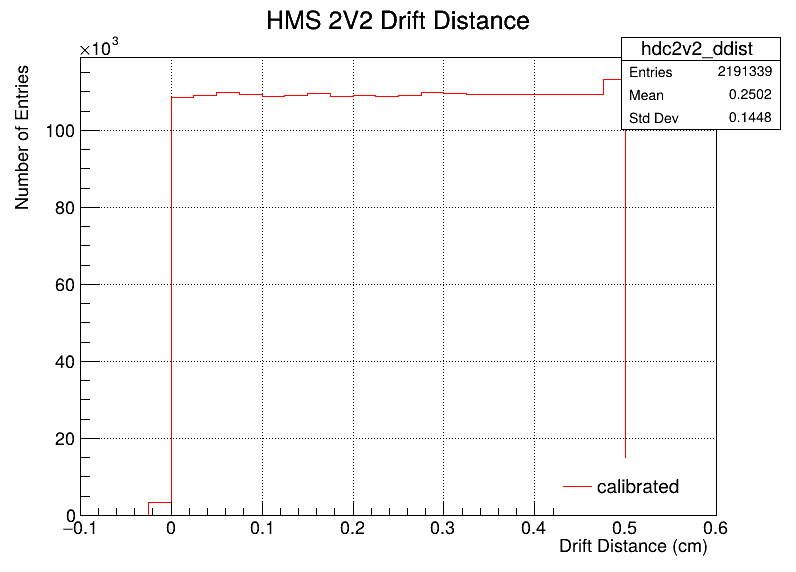 HMS 2V2 Drift Distance
×10³
hdc2v2_ddist
Entries 2191339
Mean 0.2502
Std Dev 0.1448
Number of Entries
100
80
60
40
20
0
calibrated
−0.1 0 0.1 0.2 0.3 0.4 0.5 0.6
Drift Distance (cm)